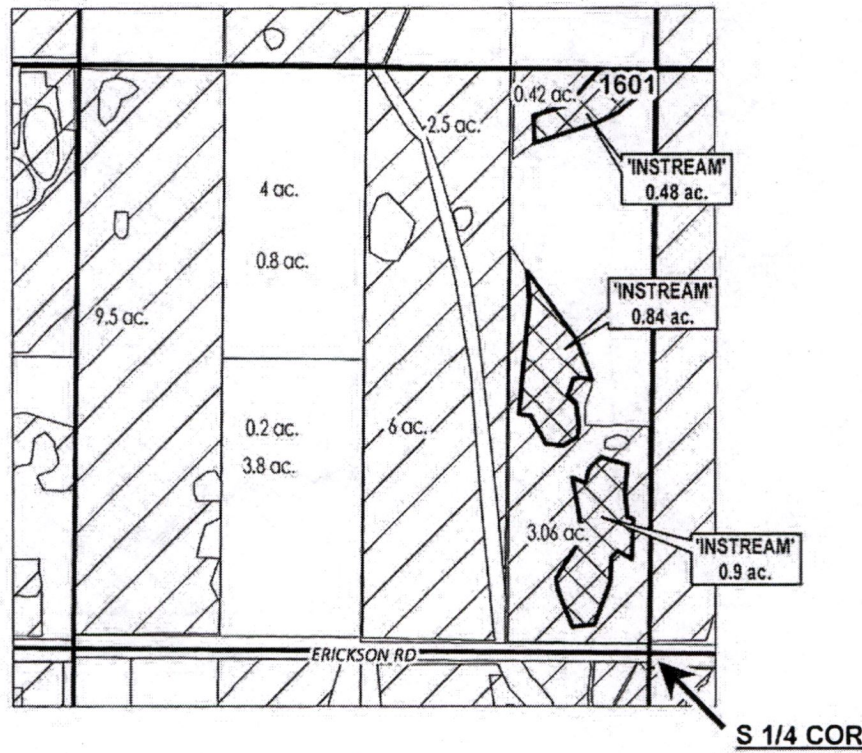 1601
0.42 ac.
2.5 ac.
'INSTREAM'
0.48 ac.
4 ac.
0.8 ac.
'INSTREAM'
0.84 ac.
9.5 ac.
0.2 ac.
6 ac.
3.8 ac.
3.06 ac.
'INSTREAM'
0.9 ac.
ERICKSON RD
S 1/4 COR